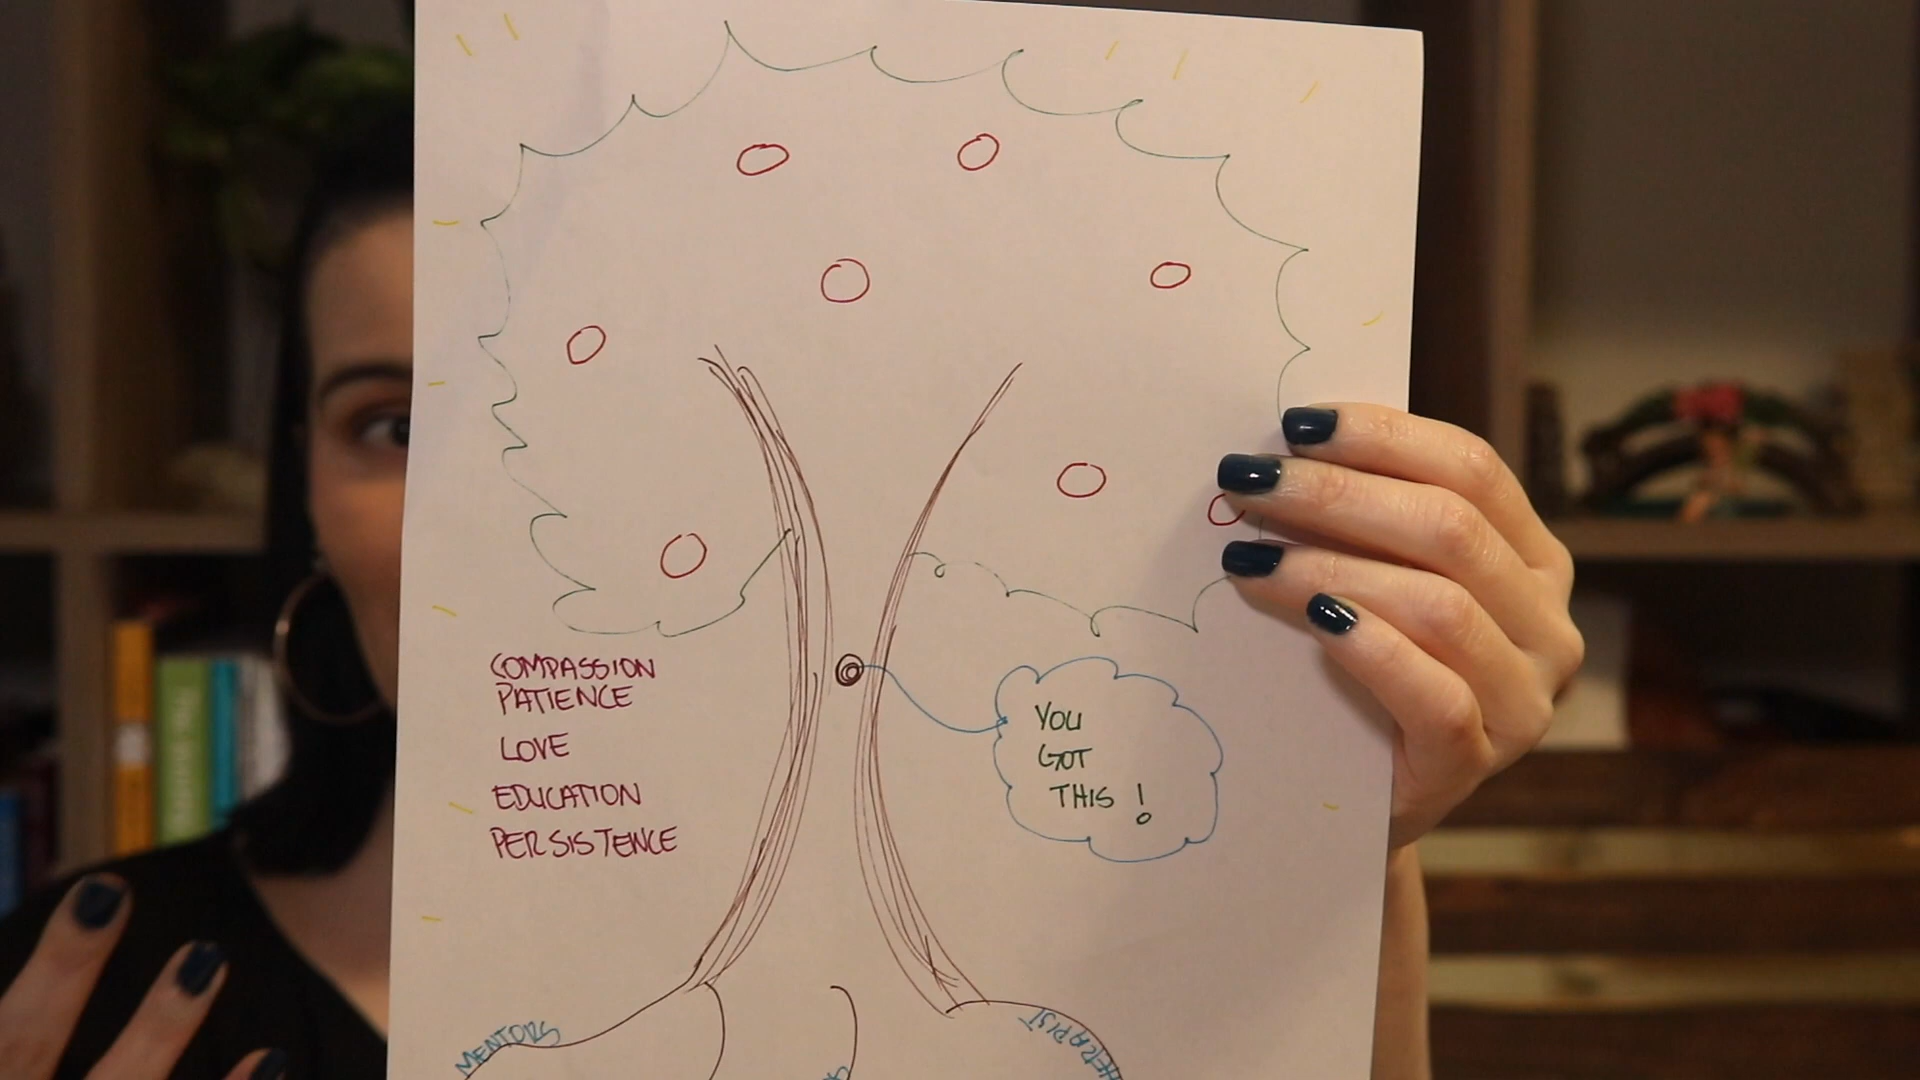 COMPASSION
PATIENCE
LOVE
EDUCATION
PERSISTENCE
YOU
GOT
THIS !
MENTORS
THERAPIST